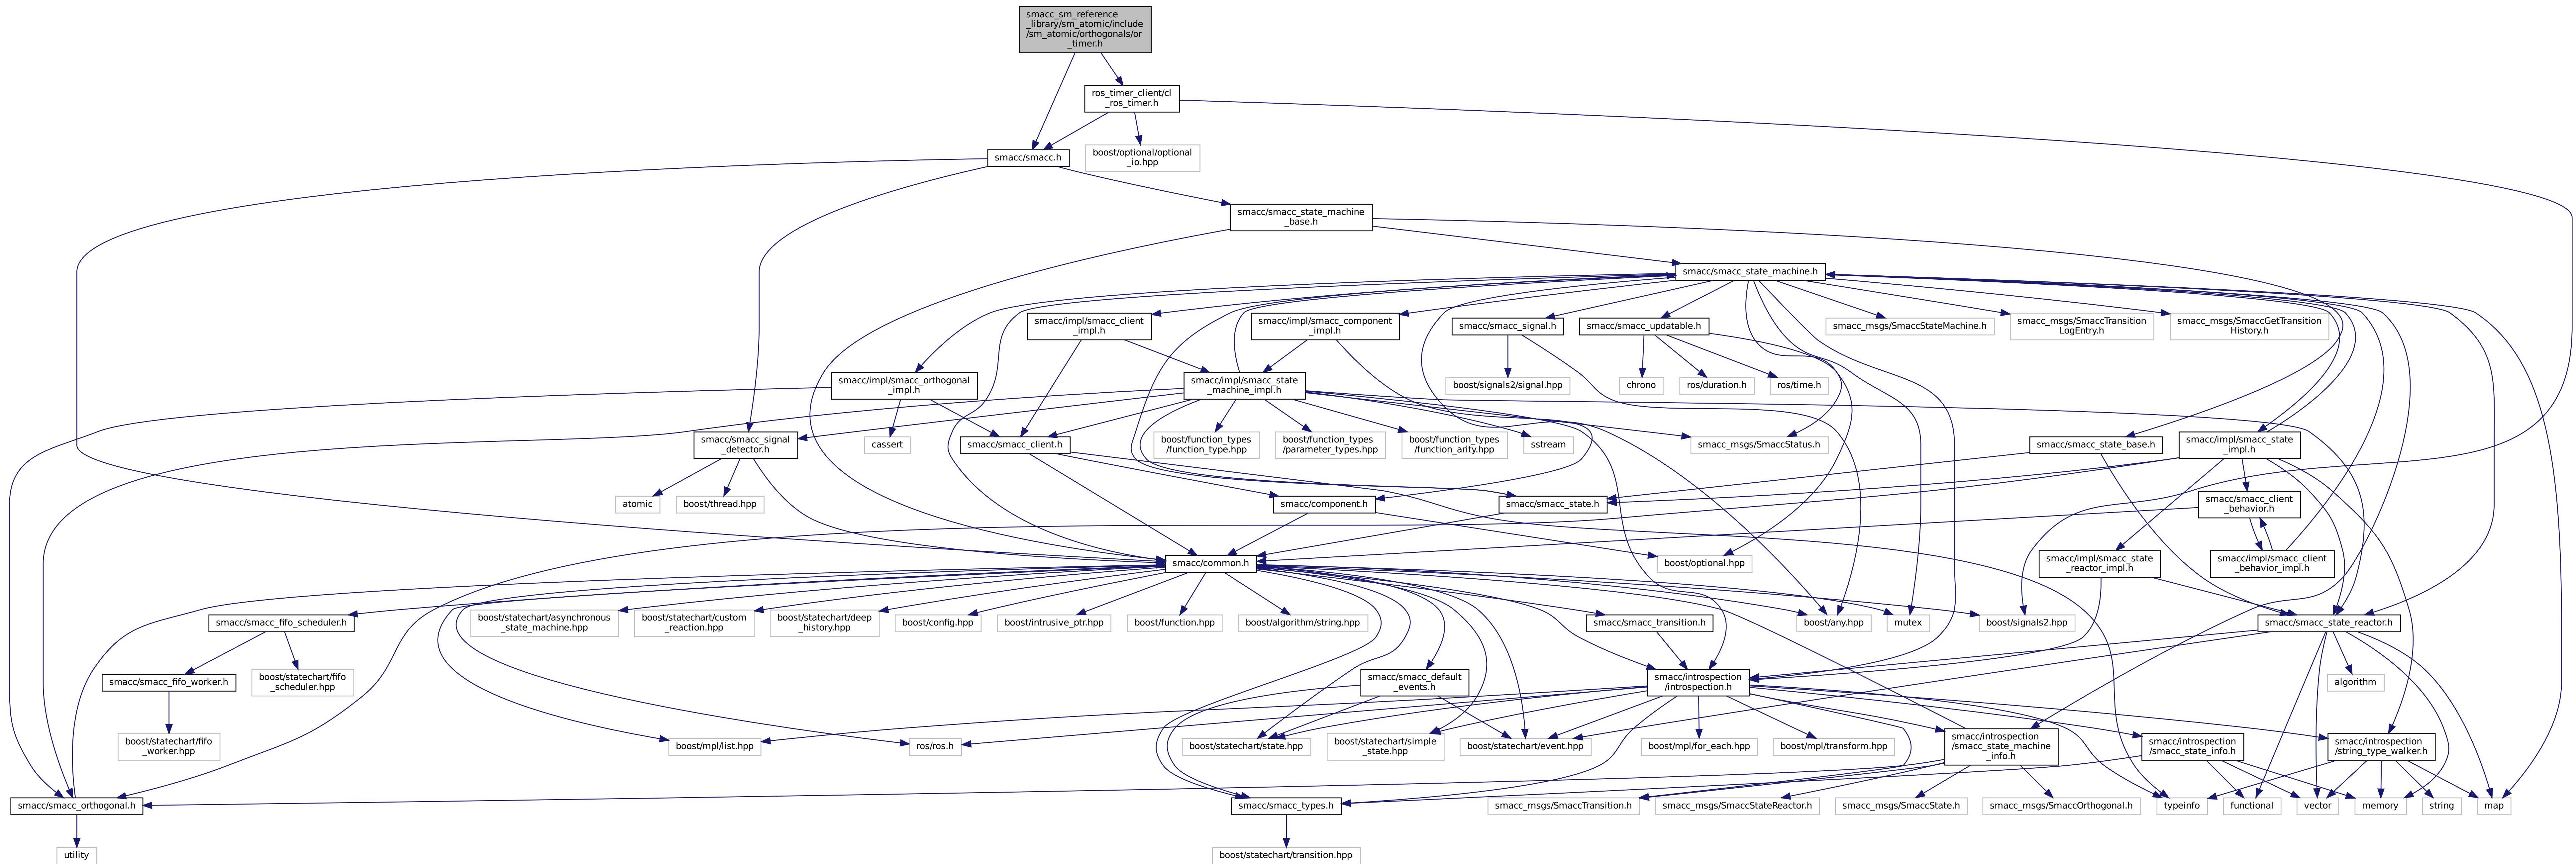 smacc_sm_reference
_library/sm_atomic/include
/sm_atomic/orthogonals/or
_timer.h
ros_timer_client/cl
_ros_timer.h
smacc/smacc.h
boost/optional/optional
_io.hpp
smacc/smacc_state_machine
_base.h
smacc/smacc_state_machine.h
smacc/impl/smacc_client
_impl.h
smacc/impl/smacc_component
_impl.h
smacc/smacc_signal.h
smacc/smacc_updatable.h
smacc_msgs/SmaccStateMachine.h
smacc_msgs/SmaccTransition
LogEntry.h
smacc_msgs/SmaccGetTransition
History.h
smacc/impl/smacc_orthogonal
_impl.h
smacc/impl/smacc_state
_machine_impl.h
boost/signals2/signal.hpp
chrono
ros/duration.h
ros/time.h
smacc/smacc_signal
_detector.h
cassert
smacc/smacc_client.h
boost/function_types
/function_type.hpp
boost/function_types
/parameter_types.hpp
boost/function_types
/function_arity.hpp
sstream
smacc_msgs/SmaccStatus.h
smacc/smacc_state_base.h
smacc/impl/smacc_state
_impl.h
atomic
boost/thread.hpp
smacc/component.h
smacc/smacc_state.h
smacc/smacc_client
_behavior.h
smacc/common.h
boost/optional.hpp
smacc/impl/smacc_state
_reactor_impl.h
smacc/impl/smacc_client
_behavior_impl.h
smacc/smacc_fifo_scheduler.h
boost/statechart/asynchronous
_state_machine.hpp
boost/statechart/custom
_reaction.hpp
boost/statechart/deep
_history.hpp
boost/config.hpp
boost/intrusive_ptr.hpp
boost/function.hpp
boost/algorithm/string.hpp
smacc/smacc_transition.h
boost/any.hpp
mutex
boost/signals2.hpp
smacc/smacc_state_reactor.h
smacc/smacc_fifo_worker.h
boost/statechart/fifo
_scheduler.hpp
smacc/smacc_default
_events.h
smacc/introspection
/introspection.h
algorithm
boost/statechart/fifo
_worker.hpp
boost/mpl/list.hpp
ros/ros.h
boost/statechart/state.hpp
boost/statechart/simple
_state.hpp
boost/statechart/event.hpp
boost/mpl/for_each.hpp
boost/mpl/transform.hpp
smacc/introspection
/smacc_state_machine
_info.h
smacc/introspection
/smacc_state_info.h
smacc/introspection
/string_type_walker.h
smacc/smacc_orthogonal.h
smacc/smacc_types.h
smacc_msgs/SmaccTransition.h
smacc_msgs/SmaccStateReactor.h
smacc_msgs/SmaccState.h
smacc_msgs/SmaccOrthogonal.h
typeinfo
functional
vector
memory
string
map
utility
boost/statechart/transition.hpp